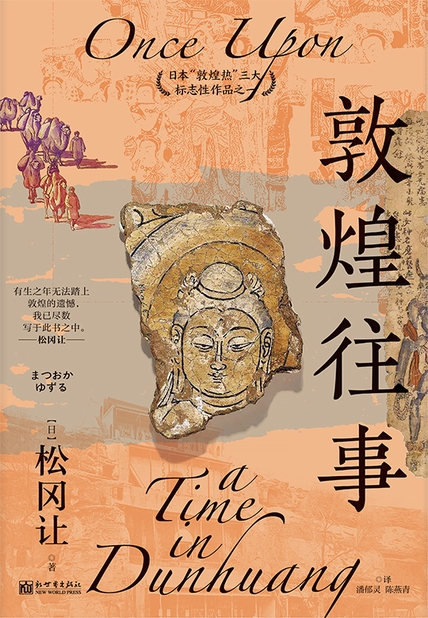 Once Upon
日本“敦煌热”三大
标志性作品之一
敦煌往事
有生之年无法踏上
敦煌的遗憾，
我已尽数
写于此书之中。
——松冈让——
まつおか
ゆずる
【日】
松冈让
◎著
a
Time
in
Dunhuang
新世界出版社
NEW WORLD PRESS
◎译
潘郁灵 陈燕青